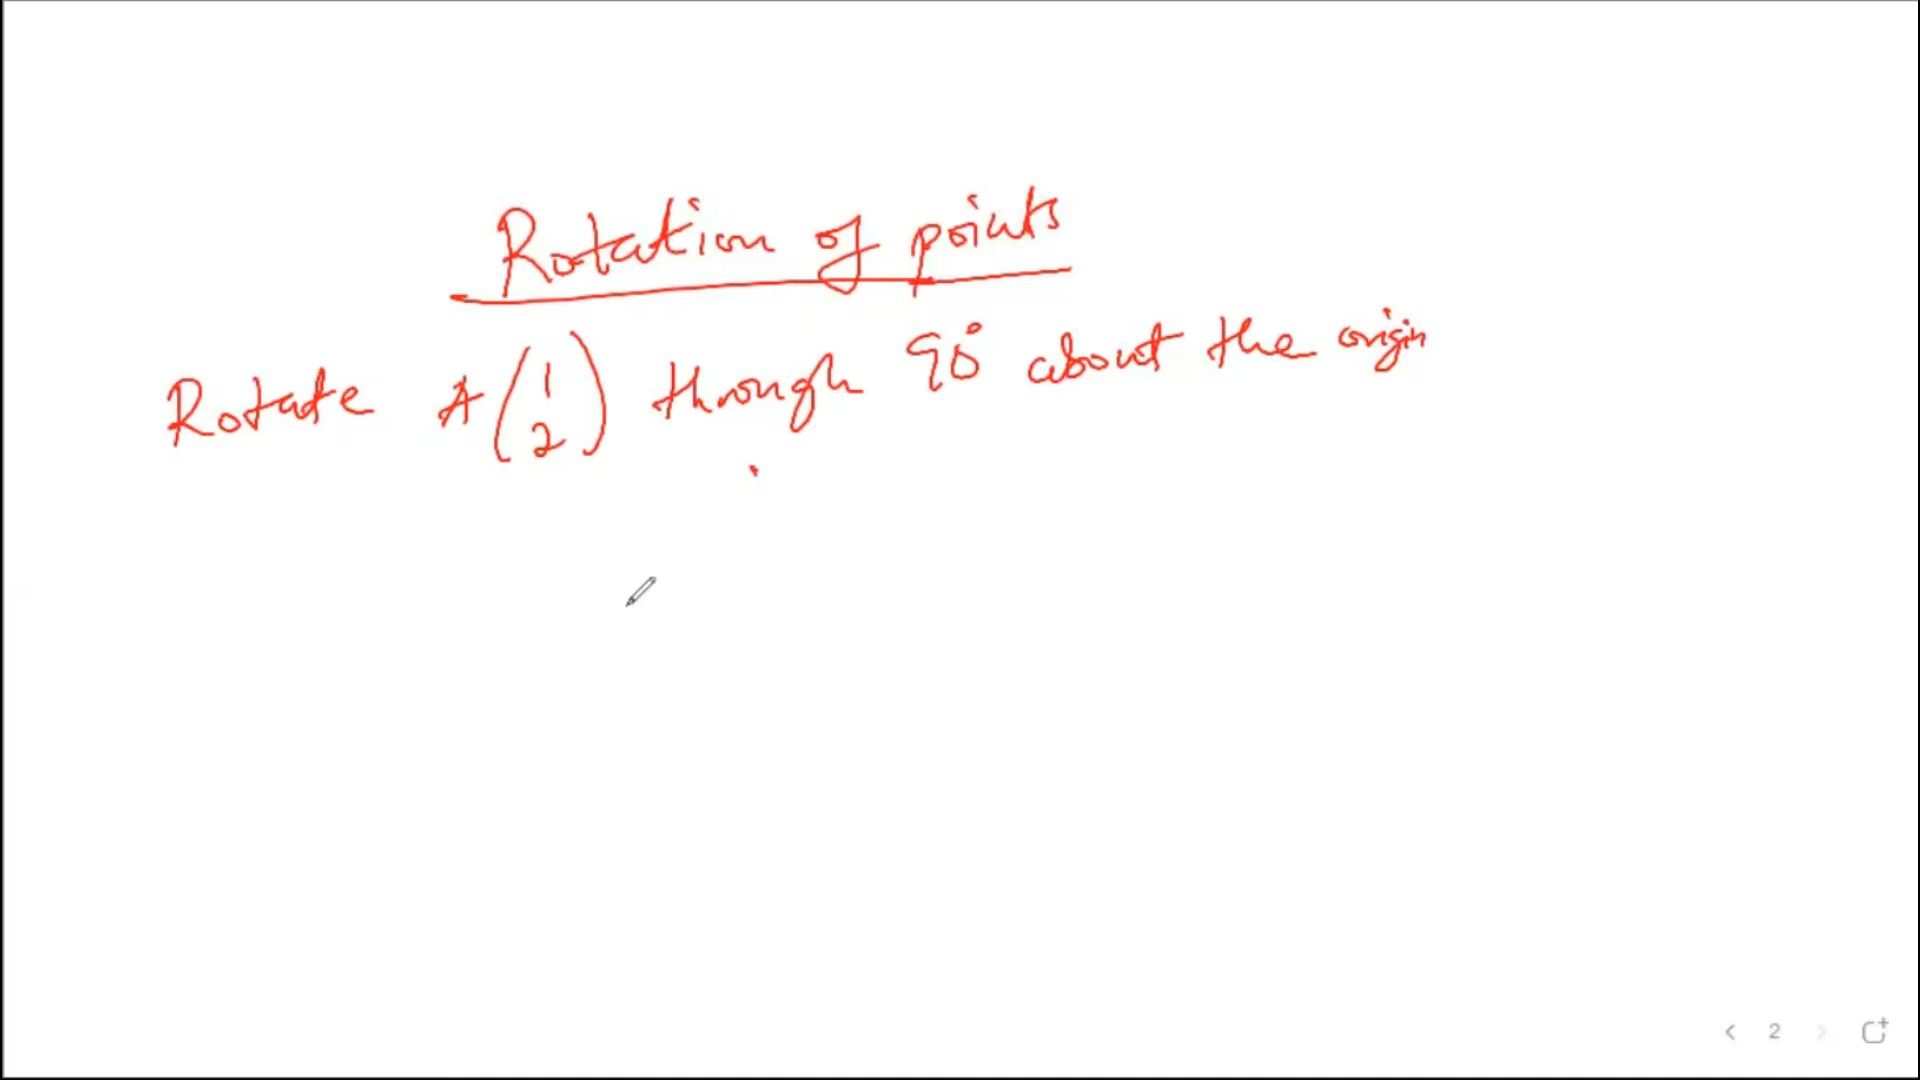 Rotation of points
Rotate A(1 2) through 90° about the origin
2